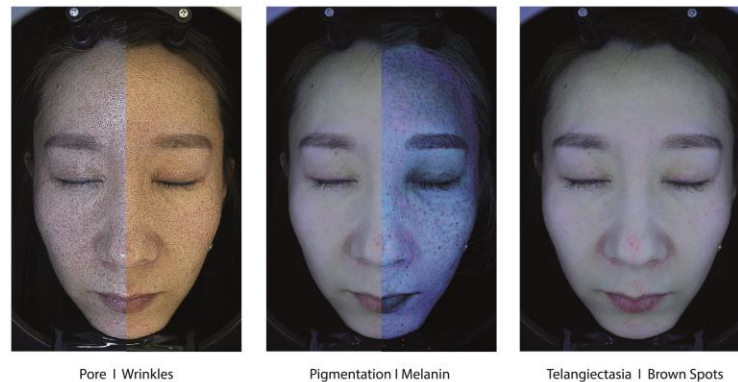 Pore I Wrinkles
Pigmentation I Melanin
Telangiectasia I Brown Spots